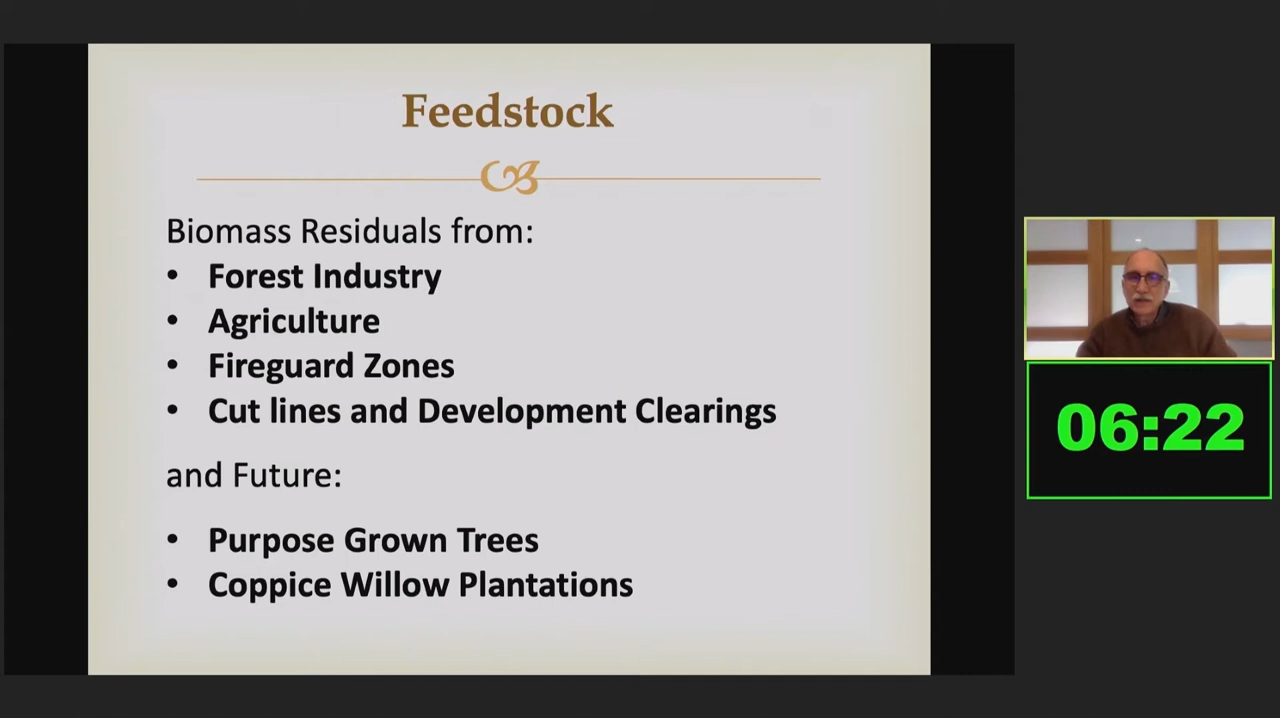 Feedstock
Biomass Residuals from:
• Forest Industry
• Agriculture
• Fireguard Zones
• Cut lines and Development Clearings
and Future:
• Purpose Grown Trees
• Coppice Willow Plantations
06:22